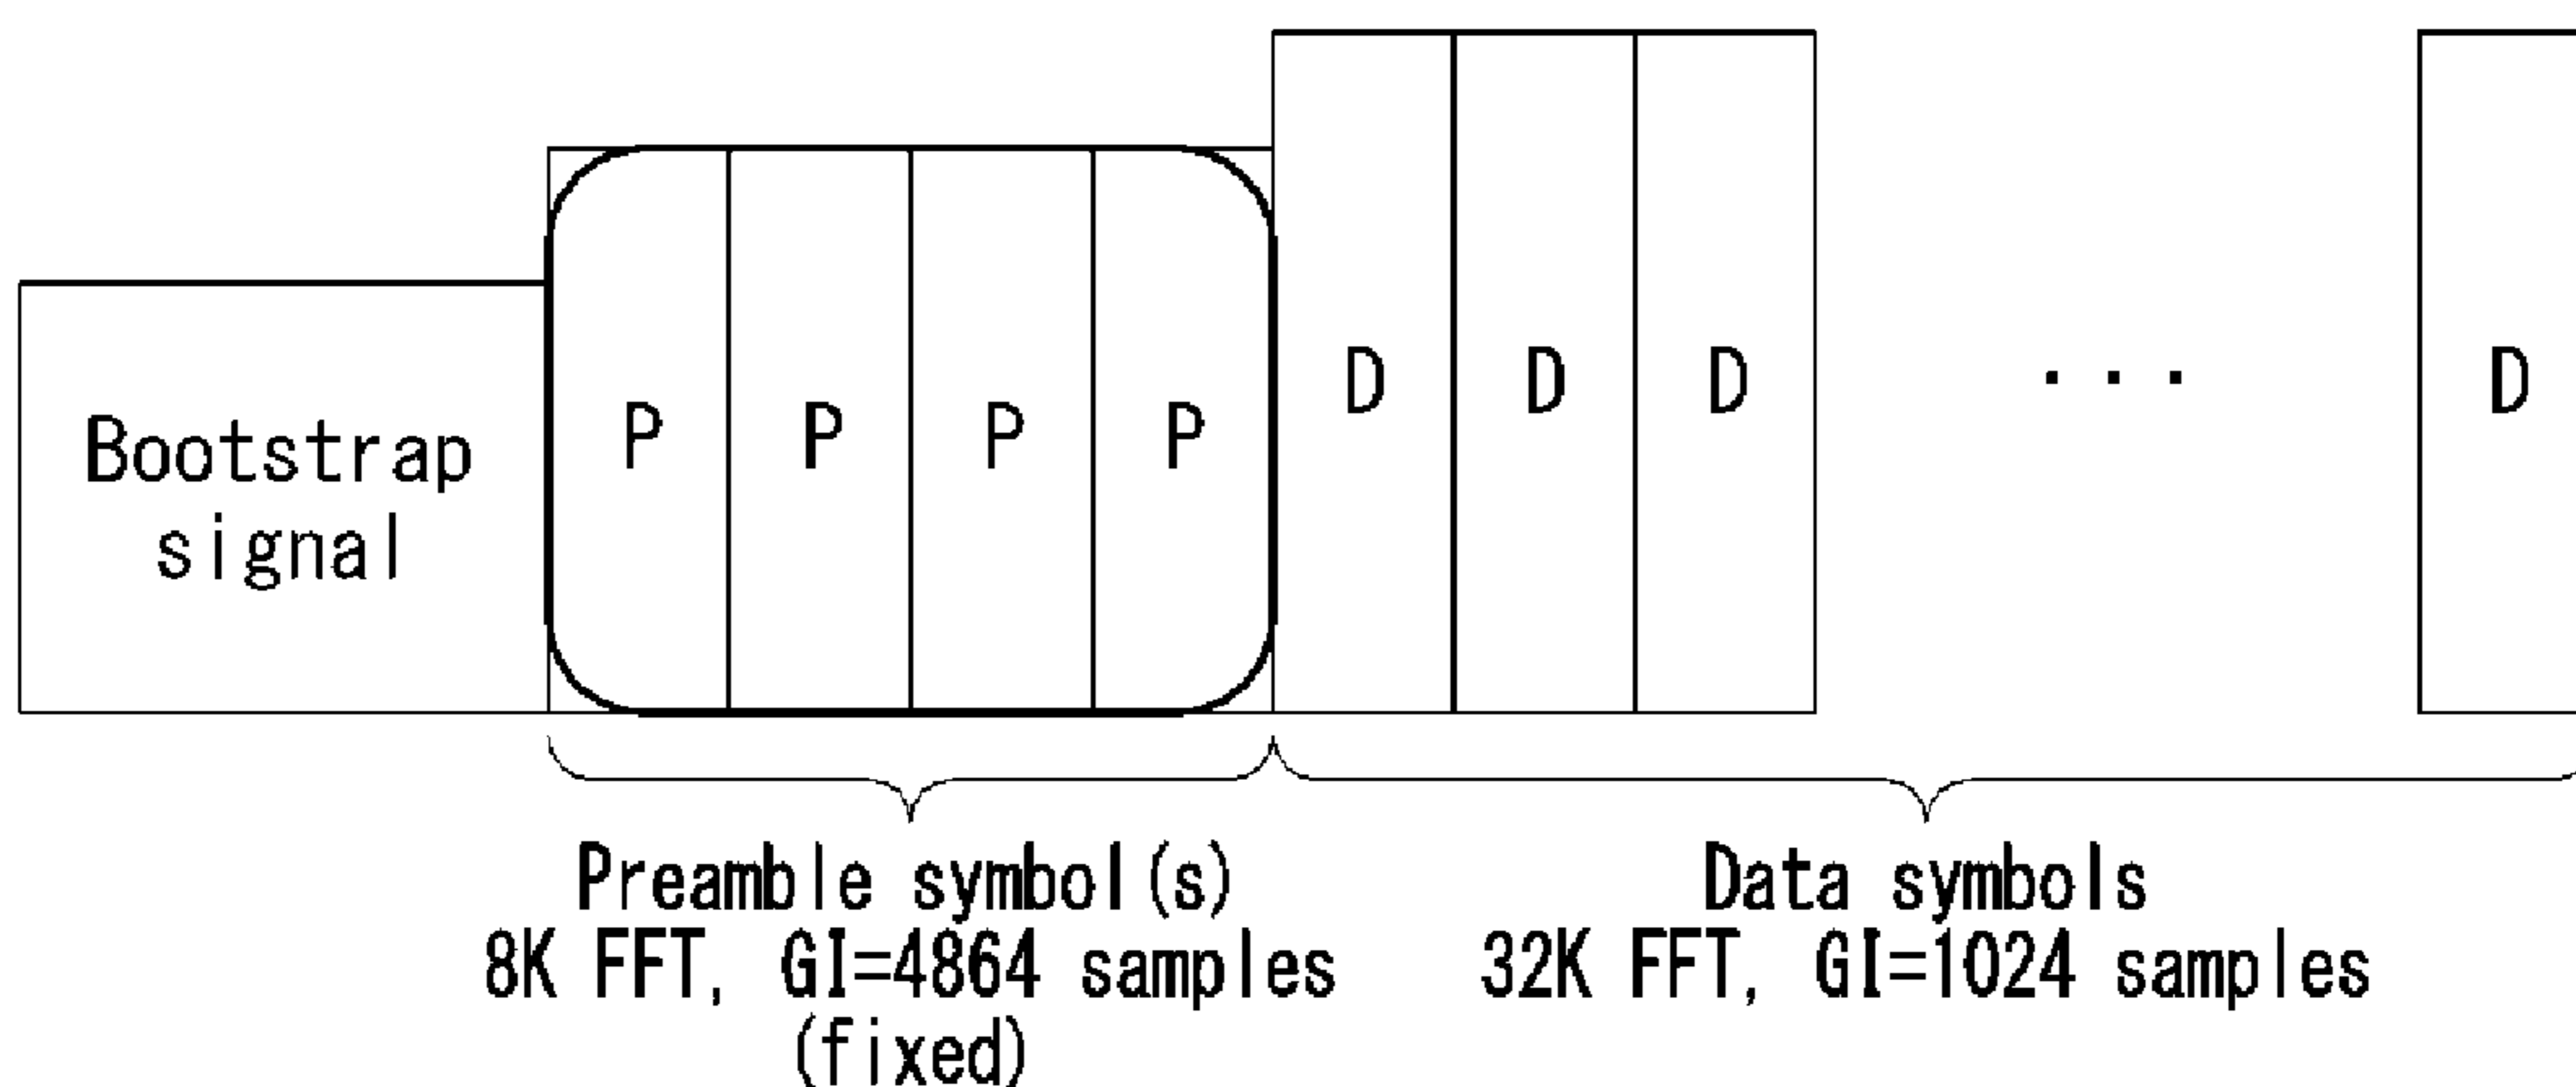 Bootstrap
signal
P P P P D D D ... D
Preamble symbol(s)
8K FFT, GI=4864 samples
(fixed)
Data symbols
32K FFT, GI=1024 samples